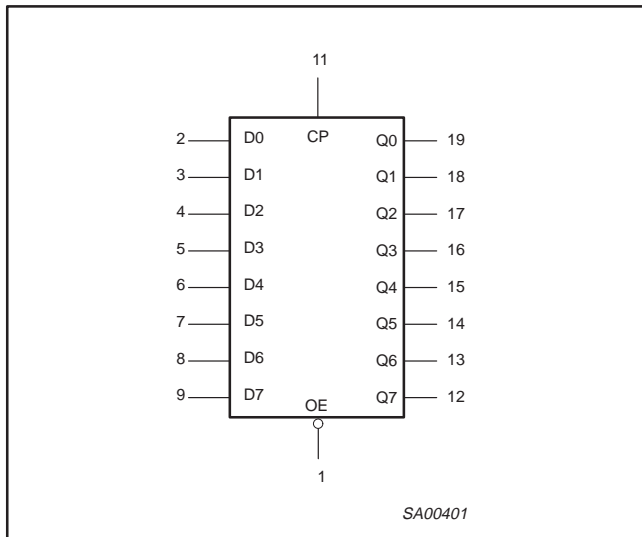 11
2 D0 CP Q0 19
3 D1 Q1 18
4 D2 Q2 17
5 D3 Q3 16
6 D4 Q4 15
7 D5 Q5 14
8 D6 Q6 13
9 D7 Q7 12
OE
1
SA00401